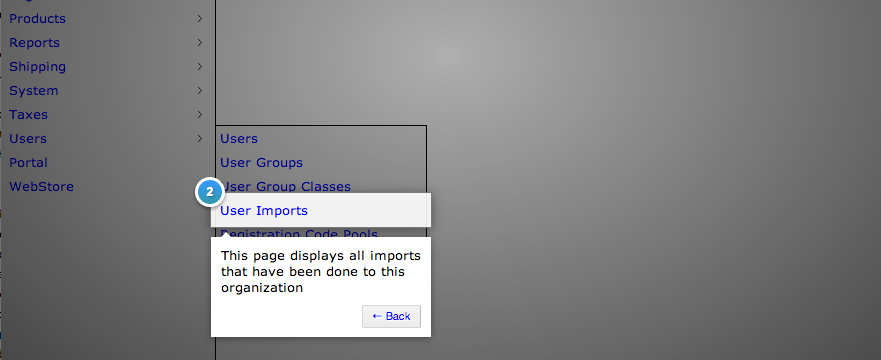 Products
Reports
Shipping
System
Taxes
Users
Portal
WebStore
Users
User Groups
User Group Classes
2
User Imports
Registration Code Pools
This page displays all imports
that have been done to this
organization
← Back